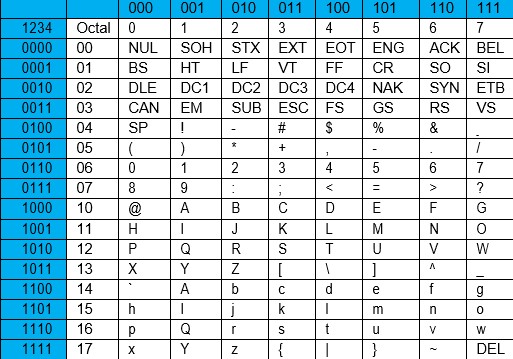 000 001 010 011 100 101 110 111
1234 Octal 0 1 2 3 4 5 6 7
0000 00 NUL SOH STX EXT EOT ENG ACK BEL
0001 01 BS HT LF VT FF CR SO SI
0010 02 DLE DC1 DC2 DC3 DC4 NAK SYN ETB
0011 03 CAN EM SUB ESC FS GS RS VS
0100 04 SP ! - # $ % & _
0101 05 ( ) * + , - . /
0110 06 0 1 2 3 4 5 6 7
0111 07 8 9 : ; < = > ?
1000 10 @ A B C D E F G
1001 11 H I J K L M N O
1010 12 P Q R S T U V W
1011 13 X Y Z [ \ ] ^ _
1100 14 ` A b c d e f g
1101 15 h I j k l m n o
1110 16 p Q r s t u v w
1111 17 x Y z { | } ~ DEL